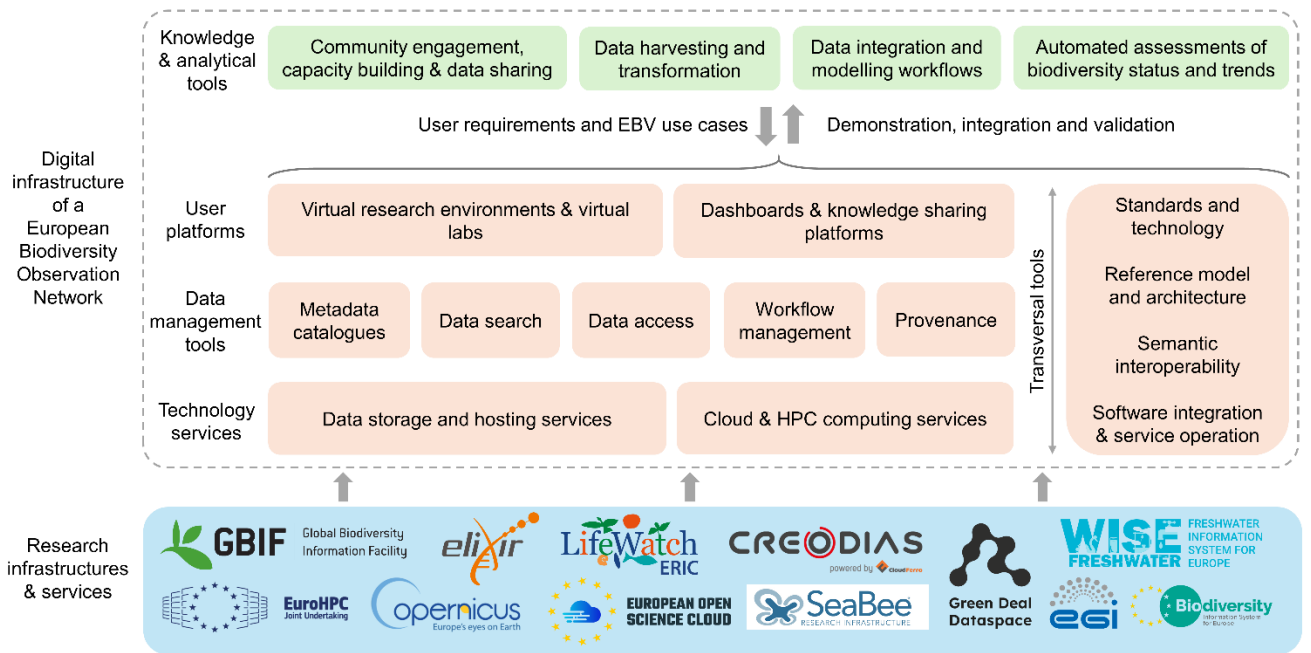 Knowledge
& analytical
tools
Community engagement,
capacity building & data sharing
Data harvesting and
transformation
Data integration and
modelling workflows
Automated assessments of
biodiversity status and trends
User requirements and EBV use cases
Demonstration, integration and validation
Digital
infrastructure
of a
European
Biodiversity
Observation
Network
User
platforms
Virtual research environments & virtual
labs
Dashboards & knowledge sharing
platforms
Data
management
tools
Metadata
catalogues
Data search
Data access
Workflow
management
Provenance
Technology
services
Data storage and hosting services
Cloud & HPC computing services
Transversal tools
Standards and
technology
Reference model
and architecture
Semantic
interoperability
Software integration
& service operation
Research
infrastructures
& services
GBIF
Global Biodiversity
Information Facility
elixir
LifeWatch
ERIC
CREODIAS
powered by CloudFerro
Green Deal
Dataspace
WISE
FRESHWATER
FRESHWATER
INFORMATION
SYSTEM FOR
EUROPE
EuroHPC
Joint Undertaking
opernicus
Europe's eyes on Earth
EUROPEAN OPEN
SCIENCE CLOUD
SeaBee
RESEARCH INFRASTRUCTURE
egi
Biodiversity
Information System
for Europe